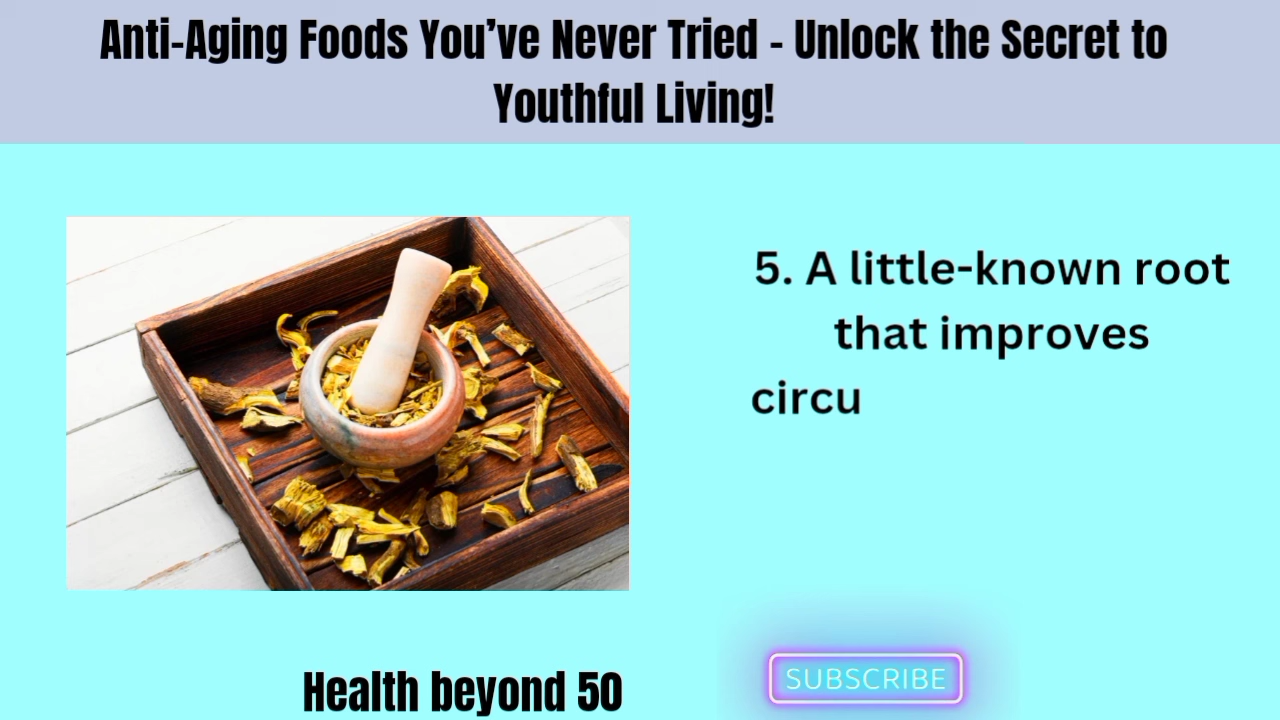 Anti-Aging Foods You’ve Never Tried - Unlock the Secret to
Youthful Living!
5. A little-known root
that improves
circu
Health beyond 50
SUBSCRIBE